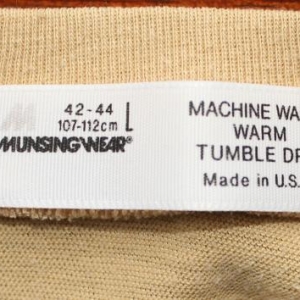 M
42-44 L
107-112cm
MUNSINGWEAR®
MACHINE WA
WARM
TUMBLE DR
Made in U.S.